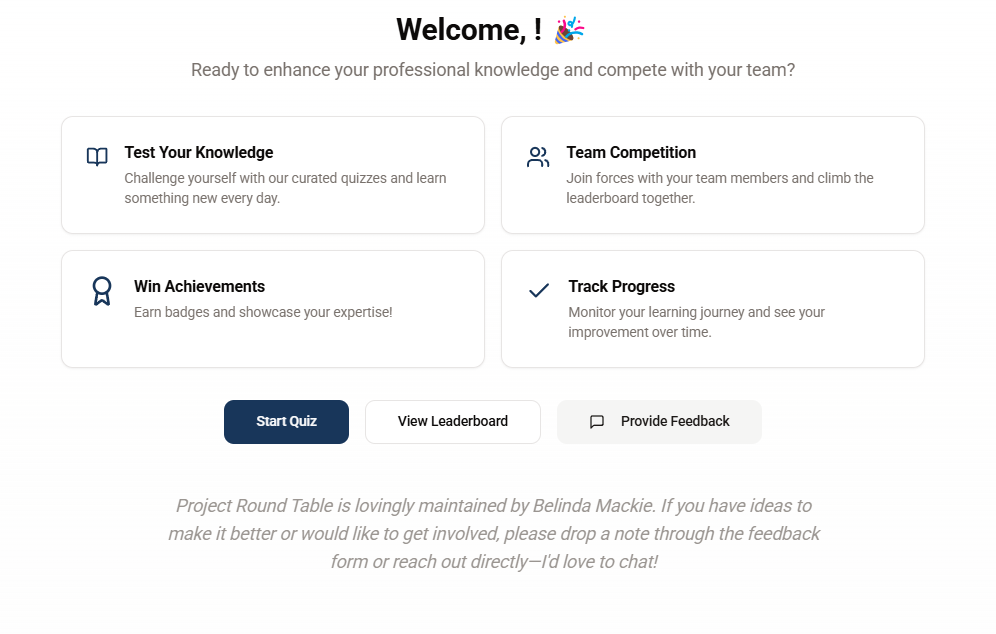 Welcome, ! 🎉
Ready to enhance your professional knowledge and compete with your team?
Test Your Knowledge
Challenge yourself with our curated quizzes and learn
something new every day.
Team Competition
Join forces with your team members and climb the
leaderboard together.
Win Achievements
Earn badges and showcase your expertise!
Track Progress
Monitor your learning journey and see your
improvement over time.
Start Quiz
View Leaderboard
Provide Feedback
Project Round Table is lovingly maintained by Belinda Mackie. If you have ideas to
make it better or would like to get involved, please drop a note through the feedback
form or reach out directly—I'd love to chat!